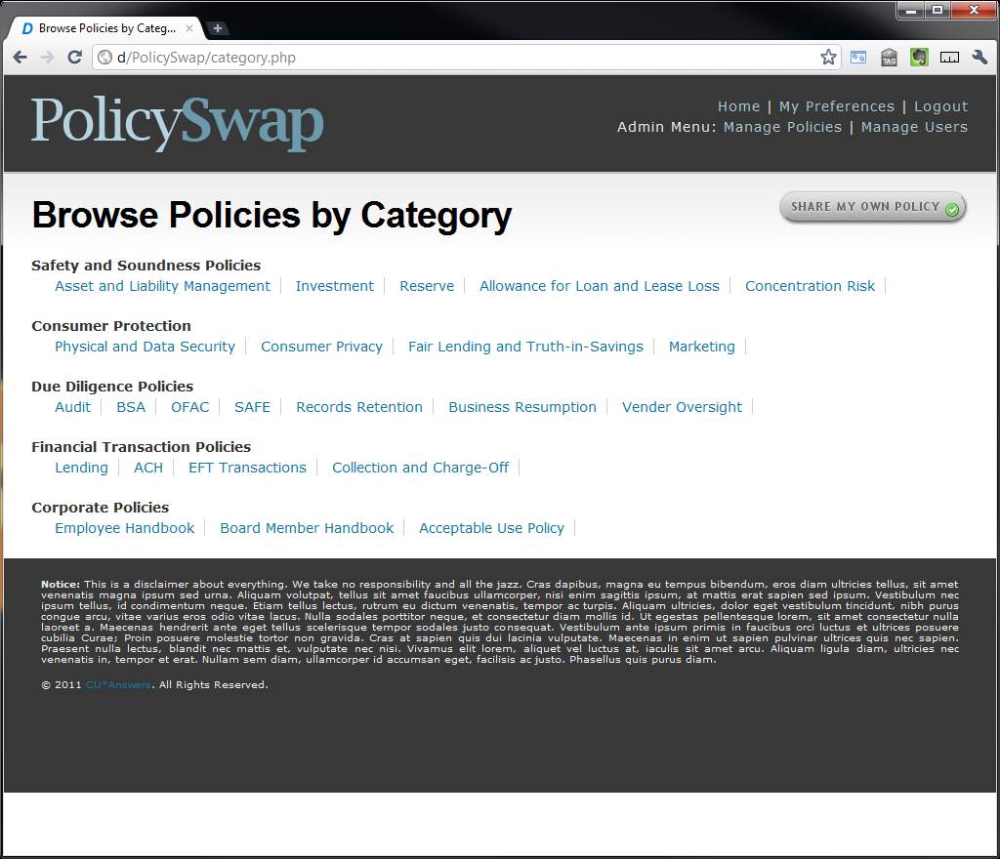 Browse Policies by Categ...
d/PolicySwap/category.php
TAG
PolicySwap
Home | My Preferences | Logout
Admin Menu: Manage Policies | Manage Users
Browse Policies by Category
SHARE MY OWN POLICY
Safety and Soundness Policies
Asset and Liability Management Investment Reserve Allowance for Loan and Lease Loss Concentration Risk
Consumer Protection
Physical and Data Security Consumer Privacy Fair Lending and Truth-in-Savings Marketing
Due Diligence Policies
Audit BSA OFAC SAFE Records Retention Business Resumption Vender Oversight
Financial Transaction Policies
Lending ACH EFT Transactions Collection and Charge-Off
Corporate Policies
Employee Handbook Board Member Handbook Acceptable Use Policy
Notice: This is a disclaimer about everything. We take no responsibility and all the jazz. Cras dapibus, magna eu tempus bibendum, eros diam ultricies tellus, sit amet
venenatis magna ipsum sed urna. Aliquam volutpat, tellus sit amet faucibus ullamcorper, nisi enim sagittis ipsum, at mattis erat sapien sed ipsum. Vestibulum nec
ipsum tellus, id condimentum neque. Etiam tellus lectus, rutrum eu dictum venenatis, tempor ac turpis. Aliquam ultricies, dolor eget vestibulum tincidunt, nibh purus
congue arcu, vitae varius eros odio vitae lacus. Nulla sodales porttitor neque, et consectetur diam mollis id. Ut egestas pellentesque lorem, sit amet consectetur nulla
laoreet a. Maecenas hendrerit ante eget tellus scelerisque tempor sodales justo consequat. Vestibulum ante ipsum primis in faucibus orci luctus et ultrices posuere
cubilia Curae; Proin posuere molestie tortor non gravida. Cras at sapien quis dui lacinia vulputate. Maecenas in enim ut sapien pulvinar ultrices quis nec sapien.
Praesent nulla lectus, blandit nec mattis et, vulputate nec nisi. Vivamus elit lorem, aliquet vel luctus at, iaculis sit amet arcu. Aliquam ligula diam, ultricies nec
venenatis in, tempor et erat. Nullam sem diam, ullamcorper id accumsan eget, facilisis ac justo. Phasellus quis purus diam.
© 2011 CU*Answers. All Rights Reserved.